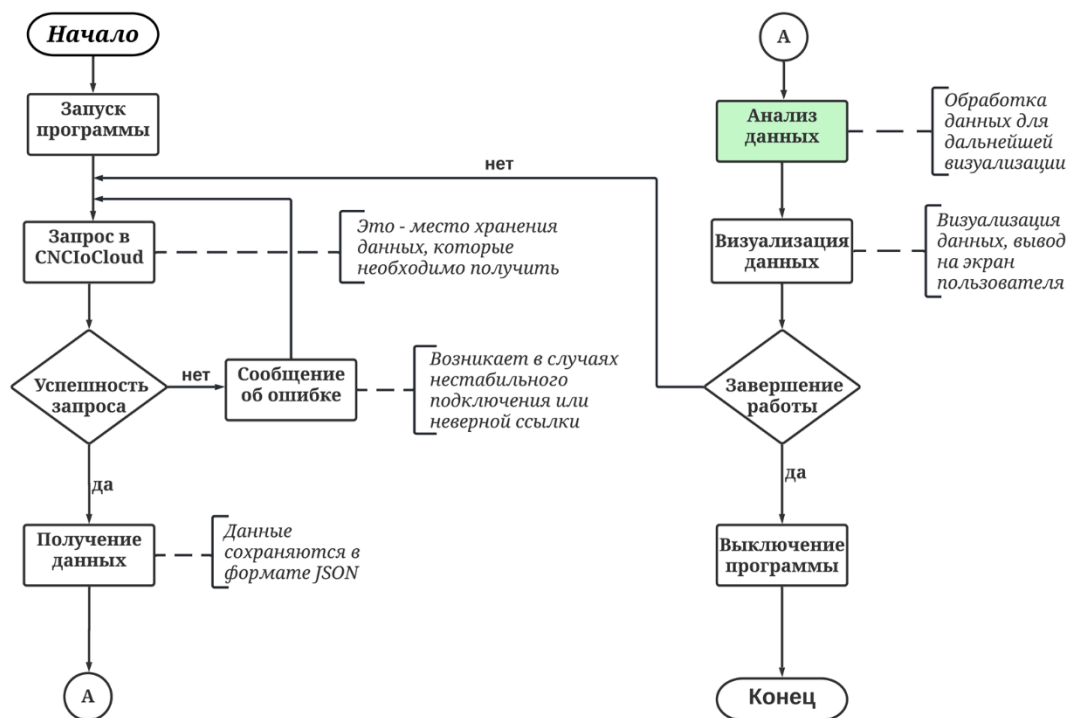 Начало
Запуск
программы
Запрос в
CNCIoCloud
Это - место хранения
данных, которые
необходимо получить
Успешность
запроса
нет
Сообщение
об ошибке
Возникает в случаях
нестабильного
подключения или
неверной ссылки
да
Получение
данных
Данные
сохраняются в
формате JSON
А
А
Анализ
данных
Обработка
данных для
дальнейшей
визуализации
Визуализация
данных
Визуализация
данных, вывод
на экран
пользователя
нет
Завершение
работы
да
Выключение
программы
Конец